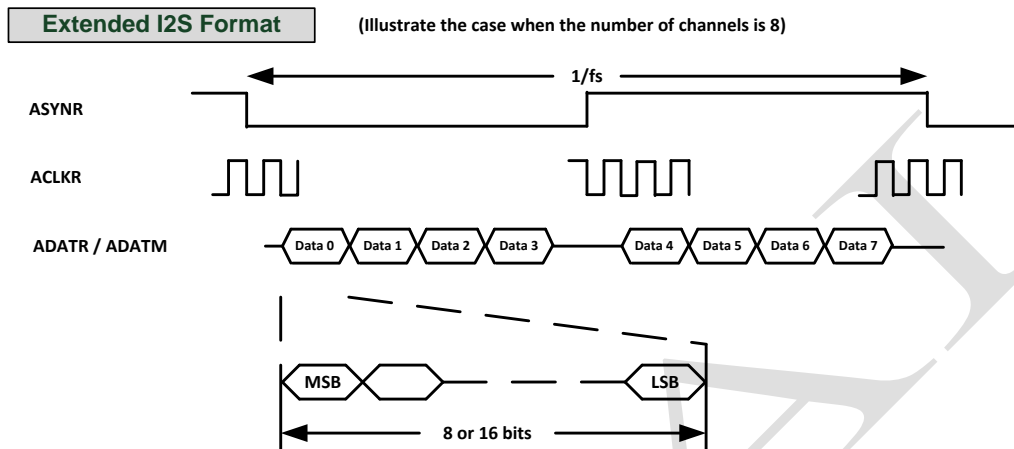 Extended I2S Format
(Illustrate the case when the number of channels is 8)
1/fs
ASYNR
ACLKR
ADATR / ADATM
Data 0 Data 1 Data 2 Data 3 Data 4 Data 5 Data 6 Data 7
MSB LSB
8 or 16 bits